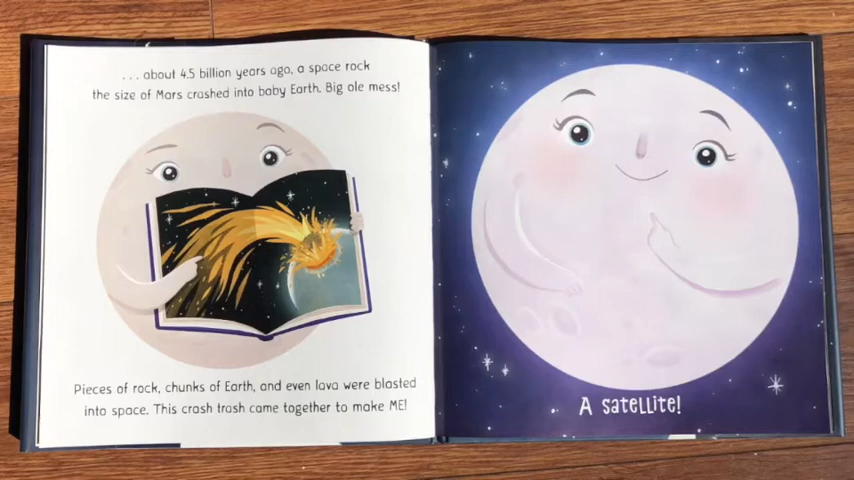 ...about 4.5 billion years ago, a space rock
the size of Mars crashed into baby Earth. Big ole mess!
Pieces of rock, chunks of Earth, and even lava were blasted
into space. This crash trash came together to make ME!
A satellite!